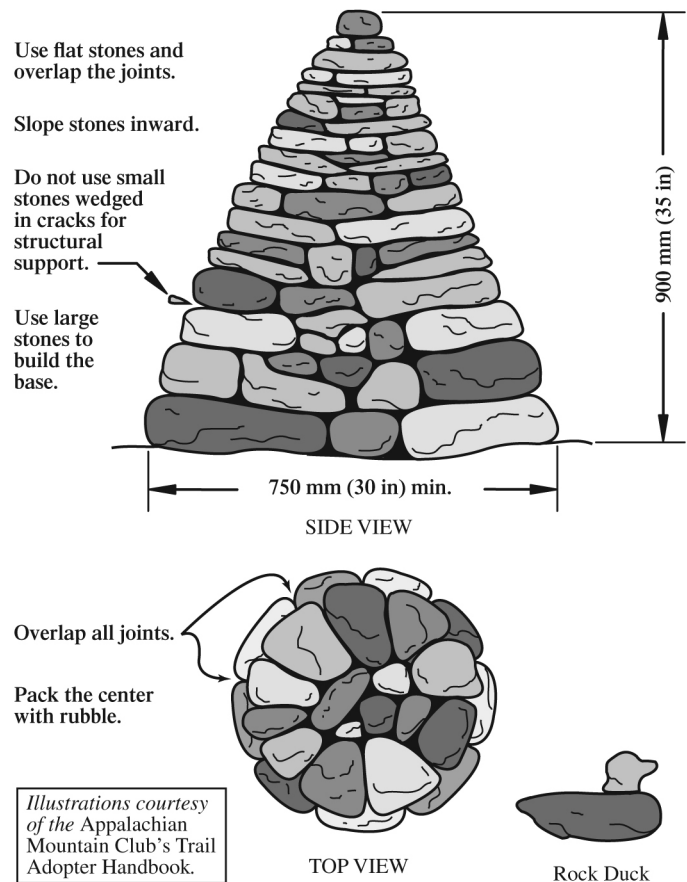 Use flat stones and
overlap the joints.
Slope stones inward.
Do not use small
stones wedged
in cracks for
structural
support.
Use large
stones to
build the
base.
900 mm (35 in)
750 mm (30 in) min.
SIDE VIEW
Overlap all joints.
Pack the center
with rubble.
Illustrations courtesy
of the Appalachian
Mountain Club's Trail
Adopter Handbook.
TOP VIEW
Rock Duck